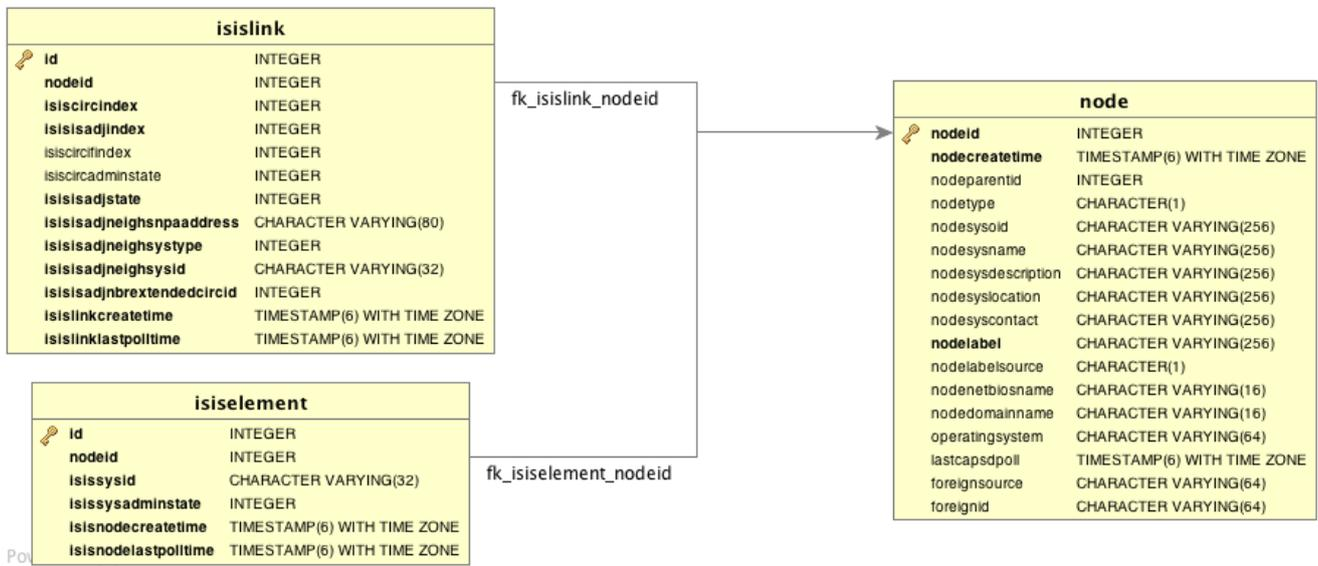 isislink
id INTEGER
nodeid INTEGER
isiscircindex INTEGER
isisisadjindex INTEGER
isiscircifindex INTEGER
isiscircadminstate INTEGER
isisisadjstate INTEGER
isisisadjneighsnpaaddress CHARACTER VARYING(80)
isisisadjneighsystype INTEGER
isisisadjneighsysid CHARACTER VARYING(32)
isisisadjnbrextendedcircid INTEGER
isislinkcreatetime TIMESTAMP(6) WITH TIME ZONE
isislinklastpolltime TIMESTAMP(6) WITH TIME ZONE
fk_isislink_nodeid
isiselement
id INTEGER
nodeid INTEGER
isissysid CHARACTER VARYING(32)
isissysadminstate INTEGER
isisnodecreatetime TIMESTAMP(6) WITH TIME ZONE
isisnodelastpolltime TIMESTAMP(6) WITH TIME ZONE
fk_isiselement_nodeid
node
nodeid INTEGER
nodecreatetime TIMESTAMP(6) WITH TIME ZONE
nodeparentid INTEGER
nodetype CHARACTER(1)
nodesysoid CHARACTER VARYING(256)
nodesysname CHARACTER VARYING(256)
nodesysdescription CHARACTER VARYING(256)
nodesyslocation CHARACTER VARYING(256)
nodesyscontact CHARACTER VARYING(256)
nodelabel CHARACTER VARYING(256)
nodelabelsource CHARACTER(1)
nodenetbiosname CHARACTER VARYING(16)
nodedomainname CHARACTER VARYING(16)
operatingsystem CHARACTER VARYING(64)
lastcapsdpoll TIMESTAMP(6) WITH TIME ZONE
foreignsource CHARACTER VARYING(64)
foreignid CHARACTER VARYING(64)